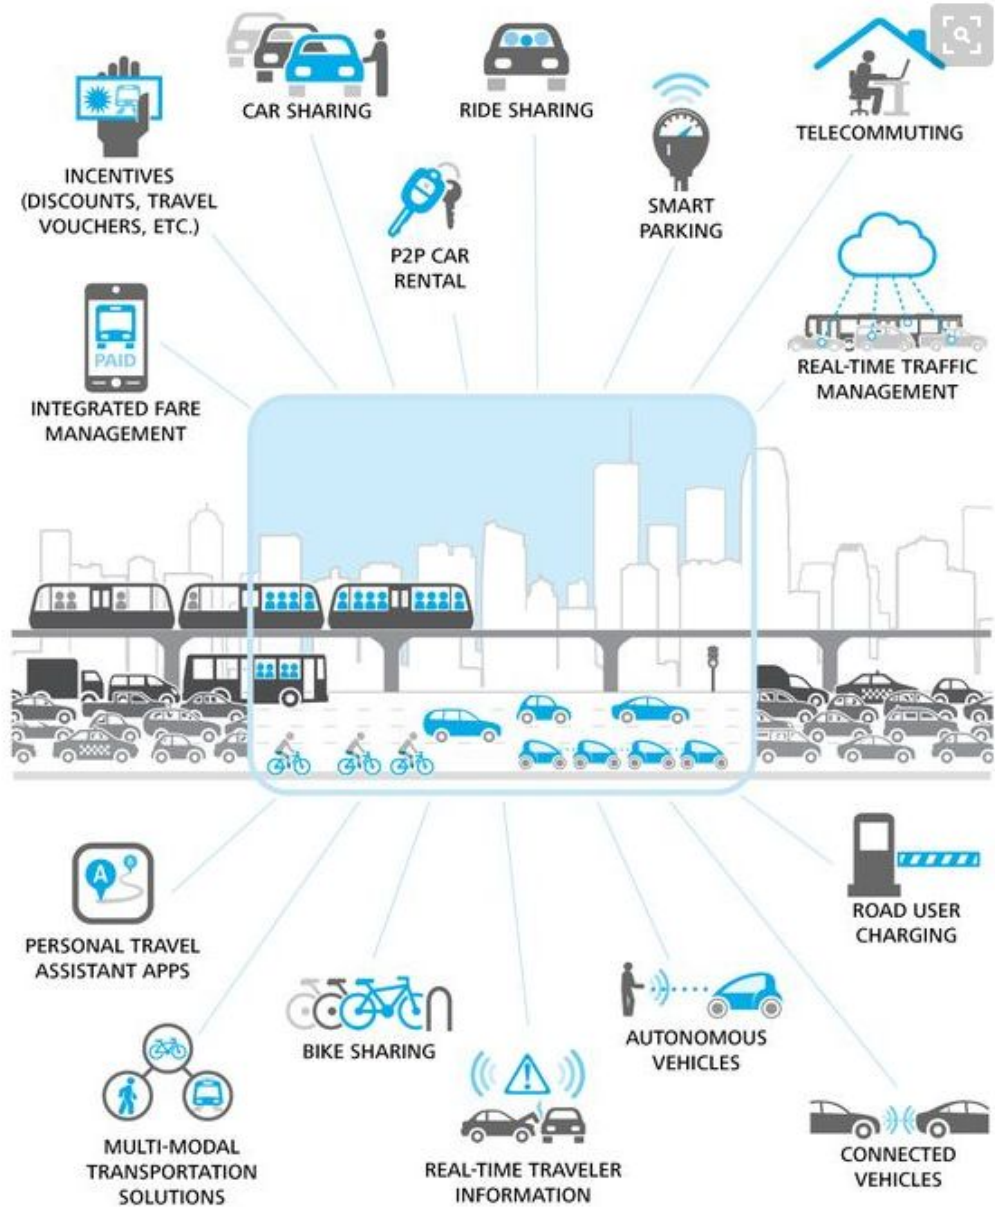 CAR SHARING
RIDE SHARING
TELECOMMUTING
INCENTIVES
(DISCOUNTS, TRAVEL
VOUCHERS, ETC.)
P2P CAR
RENTAL
SMART
PARKING
PAID
INTEGRATED FARE
MANAGEMENT
REAL-TIME TRAFFIC
MANAGEMENT
A
PERSONAL TRAVEL
ASSISTANT APPS
ROAD USER
CHARGING
BIKE SHARING
AUTONOMOUS
VEHICLES
MULTI-MODAL
TRANSPORTATION
SOLUTIONS
REAL-TIME TRAVELER
INFORMATION
CONNECTED
VEHICLES